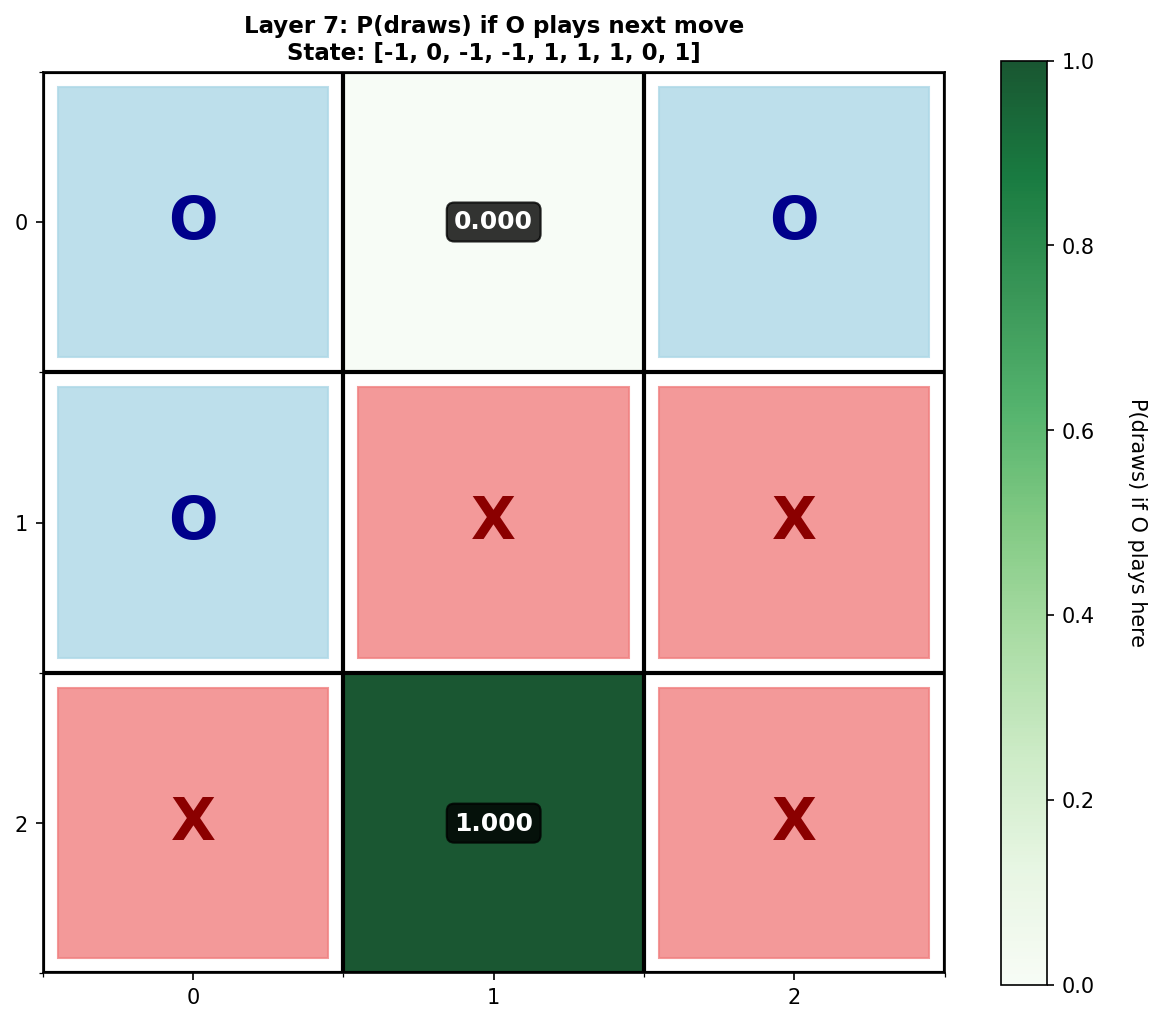 Layer 7: P(draws) if O plays next move
State: [-1, 0, -1, -1, 1, 1, 1, 0, 1]
O
0.000
O
O
X
X
X
1.000
X
0
1
2
0
1
2
1.0
0.8
0.6
0.4
0.2
0.0
P(draws) if O plays here